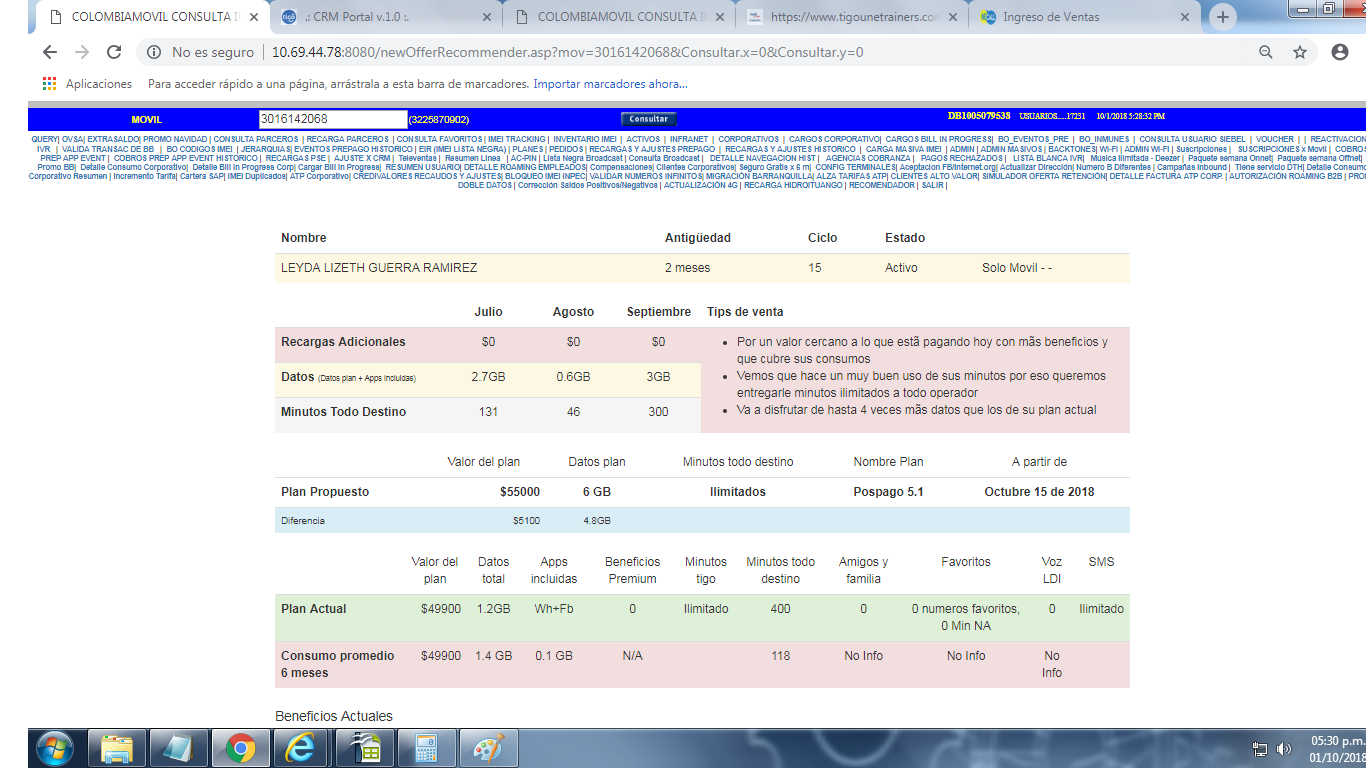 COLOMBIAMOVIL CONSULTA I
.: CRM Portal v.1.0 :.
COLOMBIAMOVIL CONSULTA IN
https://www.tigounetrainers.com
Ingreso de Ventas
No es seguro | 10.69.44.78:8080/newOfferRecommender.asp?mov=3016142068&Consultar.x=0&Consultar.y=0
Aplicaciones Para acceder rápido a una página, arrástrala a esta barra de marcadores. Importar marcadores ahora...
MOVIL 3016142068 (3225870902) Consultar DB1005079538 USUARIOS.....17231 10/1/2018 5:28:32 PM
QUERY| OVSA| EXTRASALDO| PROMO NAVIDAD | CONSULTA PARCEROS | RECARGA PARCEROS | CONSULTA FAVORITOS | IMEI TRACKING | INVENTARIO IMEI | ACTIVOS | INFRANET | CORPORATIVOS | CARGOS CORPORATIVO| CARGOS BILL IN PROGRESS| BO_EVENTOS_PRE | BO_INMUNES | CONSULTA USUARIO SIEBEL | VOUCHER | | REACTIVACION
IVR | VALIDA TRANSAC DE BB | BO CODIGOS IMEI | JERARQUIAS| EVENTOS PREPAGO HISTORICO | EIR (IMEI LISTA NEGRA) | PLANES | PEDIDOS | RECARGAS Y AJUSTES PREPAGO | RECARGAS Y AJUSTES HISTORICO | CARGA MASIVA IMEI | ADMIN | ADMIN MASIVOS | BACKTONES| WI-FI | ADMIN WI-FI | Suscripciones | SUSCRIPCIONES x Movil | COBRO
PREP APP EVENT | COBROS PREP APP EVENT HISTORICO | RECARGAS PSE | AJUSTE X CRM | Televentas | Resumen Linea | AC-PIN | Lista Negra Broadcast | Consulta Broadcast | DETALLE NAVEGACION HIST | AGENCIAS COBRANZA | PAGOS RECHAZADOS | LISTA BLANCA IVR| Música Ilimitada - Deezer | Paquete semana Onnet| Paquete semana Offnet|
Promo BB| Detalle Consumo Corporativo| Detalle Bill In Progress Corp| Cargar Bill in Progress| RESUMEN USUARIO| DETALLE ROAMING EMPLEADOS| Compensaciones| Clientes Corporativos| Seguro Gratis x 6 m| CONFIG TERMINALES| Aceptacion FB/Internet.org| Actualizar Dirección| Numero B Diferentes | Campañas Inbound | Tiene servicio DTH| Detalle Consumo
Corporativo Resumen | Incremento Tarifa| Cartera SAP| IMEI Duplicados| ATP Corporativo| CREDIVALORES RECAUDOS Y AJUSTES| BLOQUEO IMEI INPEC| VALIDAR NUMEROS INFINITOS| MIGRACIÓN BARRANQUILLA| ALZA TARIFAS ATP| CLIENTES ALTO VALOR| SIMULADOR OFERTA RETENCIÓN| DETALLE FACTURA ATP CORP. | AUTORIZACIÓN ROAMING B2B | PROM
DOBLE DATOS | Corrección Saldos Positivos/Negativos | ACTUALIZACIÓN 4G | RECARGA HIDROITUANGO | RECOMENDADOR | SALIR |
Nombre Antigüedad Ciclo Estado
LEYDA LIZETH GUERRA RAMIREZ 2 meses 15 Activo Solo Movil - -
Julio Agosto Septiembre Tips de venta
Recargas Adicionales $0 $0 $0
Datos (Datos plan + Apps incluidas) 2.7GB 0.6GB 3GB
Minutos Todo Destino 131 46 300
• Por un valor cercano a lo que estã pagando hoy con mãs beneficios y
que cubre sus consumos
• Vemos que hace un muy buen uso de sus minutos por eso queremos
entregarle minutos ilimitados a todo operador
• Va a disfrutar de hasta 4 veces mãs datos que los de su plan actual
Valor del plan Datos plan Minutos todo destino Nombre Plan A partir de
Plan Propuesto $55000 6 GB Ilimitados Pospago 5.1 Octubre 15 de 2018
Diferencia $5100 4.8GB
Valor del Datos Apps Beneficios Minutos Minutos todo Amigos y Favoritos Voz SMS
plan total incluidas Premium tigo destino familia LDI
Plan Actual $49900 1.2GB Wh+Fb 0 Ilimitado 400 0 0 numeros favoritos, 0 Ilimitado
0 Min NA
Consumo promedio $49900 1.4 GB 0.1 GB N/A 118 No Info No Info No
6 meses Info
Beneficios Actuales
05:30 p.m.
01/10/2018